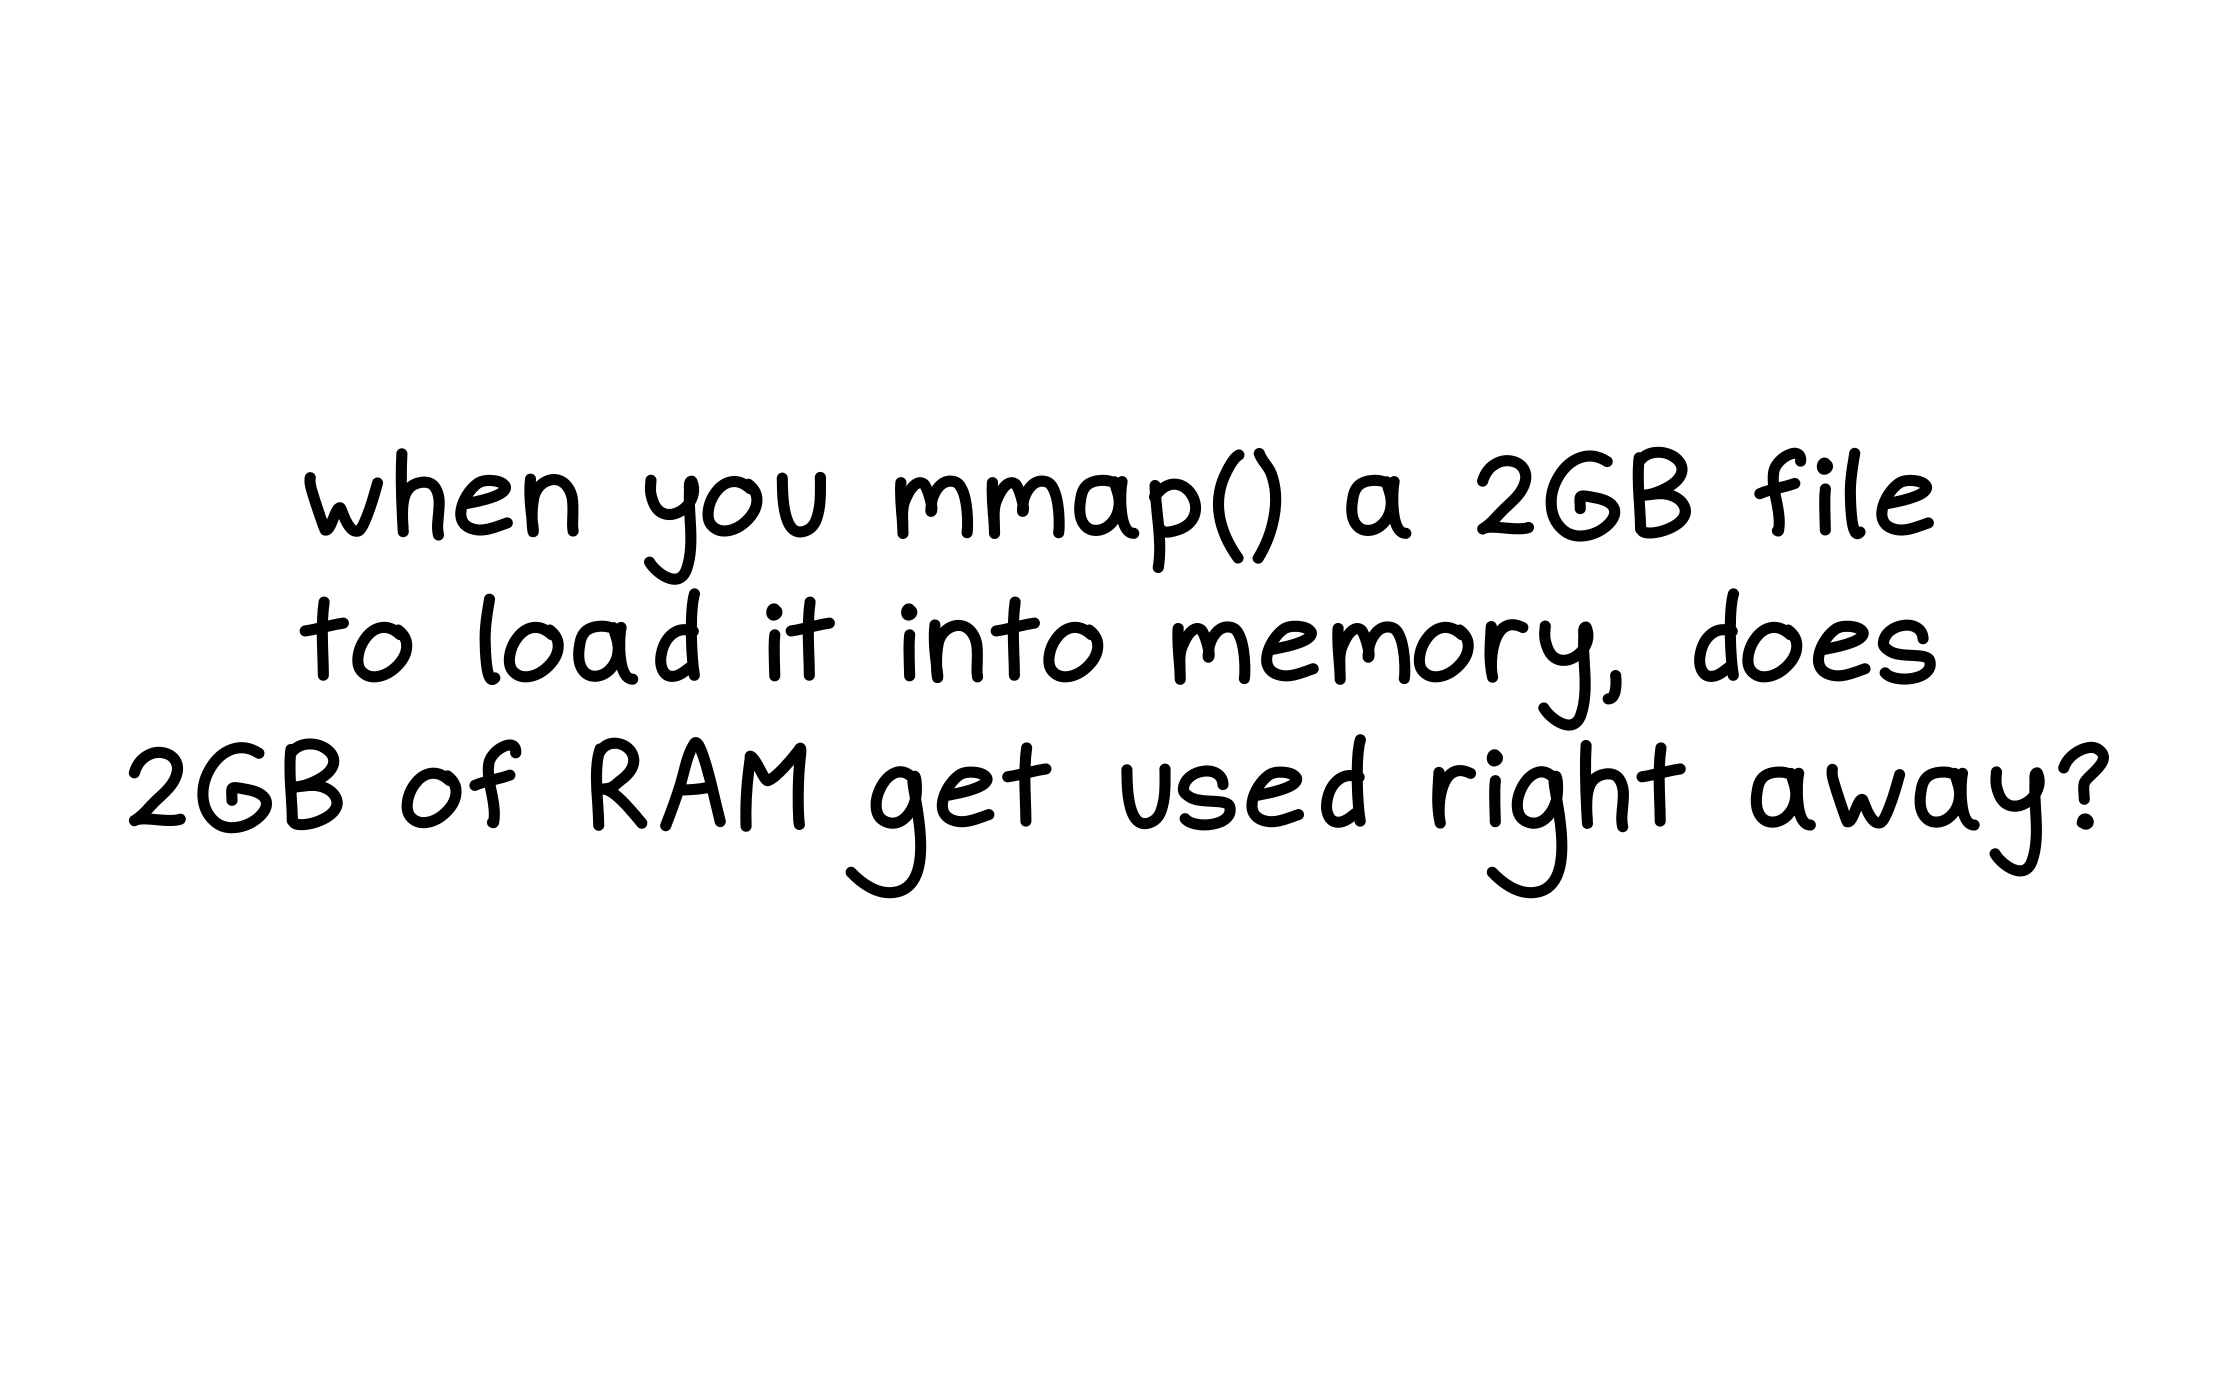 when you mmap() a 2GB file
to load it into memory, does
2GB of RAM get used right away?